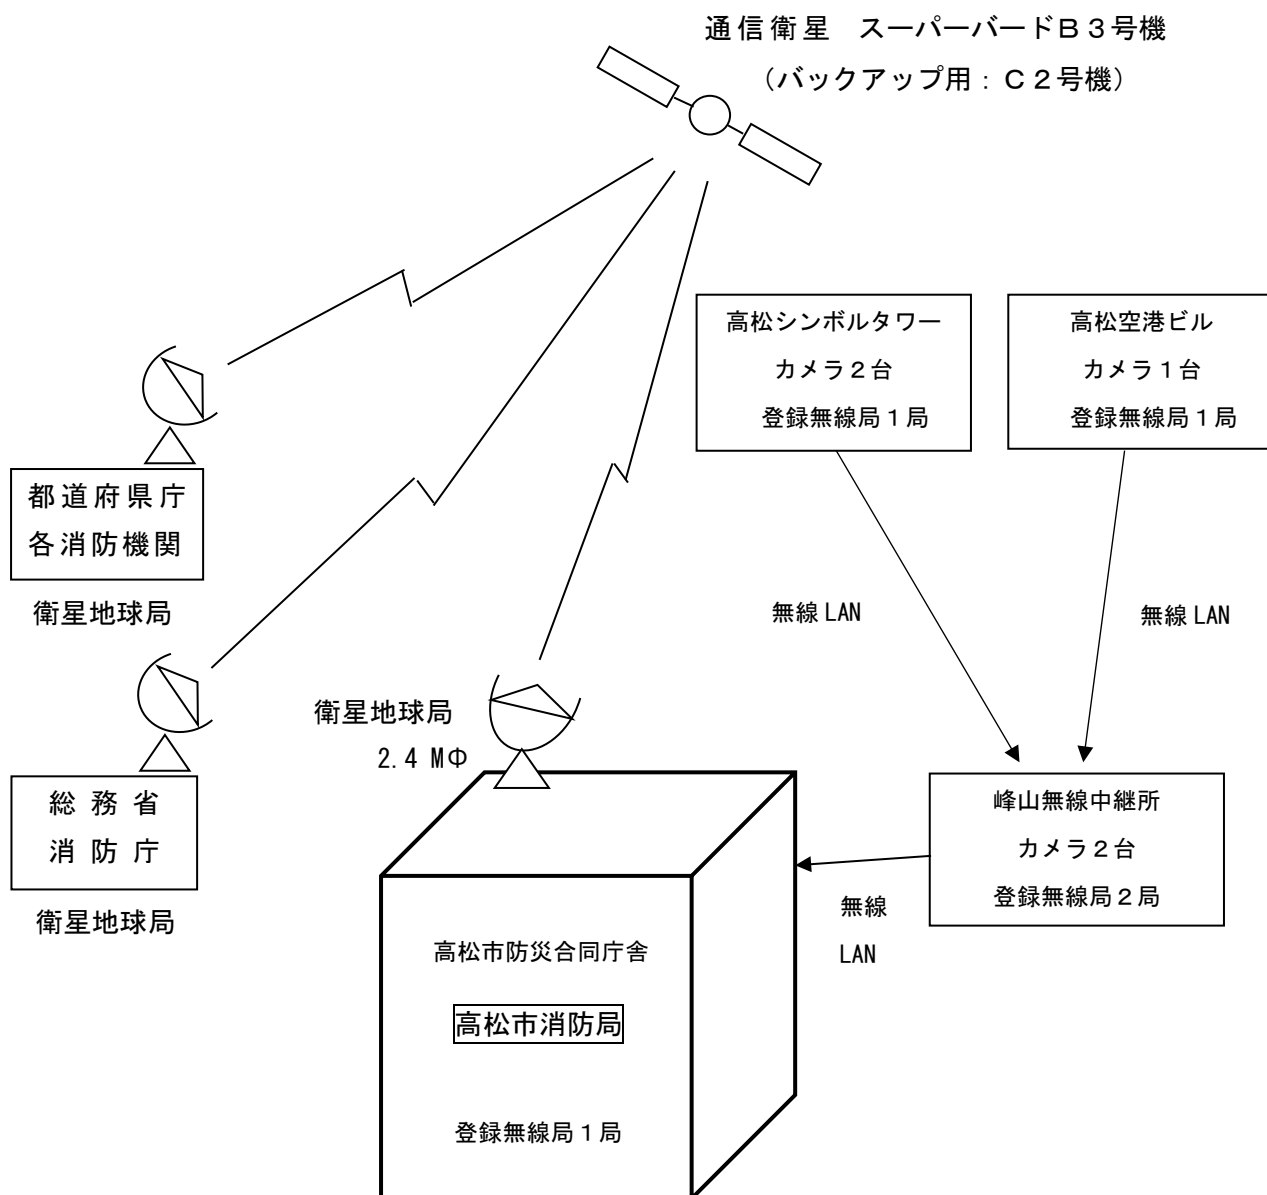 通信衛星　スーパーバードB３号機
（バックアップ用：Ｃ２号機）
高松シンボルタワー
カメラ２台
登録無線局１局
高松空港ビル
カメラ１台
登録無線局１局
都道府県庁
各消防機関
衛星地球局
無線 LAN
無線 LAN
衛星地球局
2.4 MΦ
総 務 省
消 防 庁
衛星地球局
峰山無線中継所
カメラ２台
登録無線局２局
無線
LAN
高松市防災合同庁舎
高松市消防局
登録無線局１局